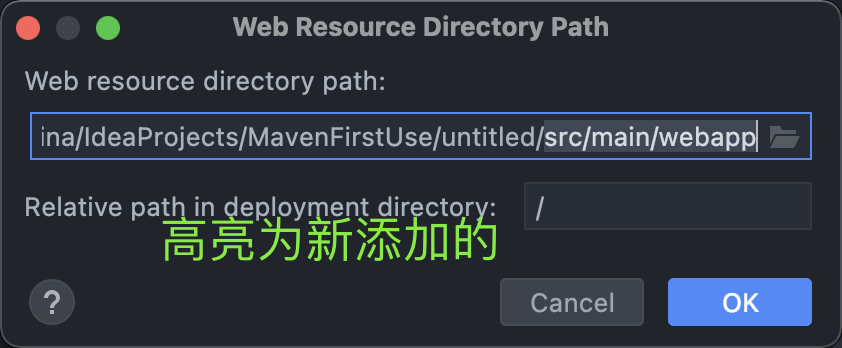 Web Resource Directory Path
Web resource directory path:
ina/IdeaProjects/MavenFirstUse/untitled/src/main/webapp
Relative path in deployment directory: /
高亮为新添加的
? Cancel OK